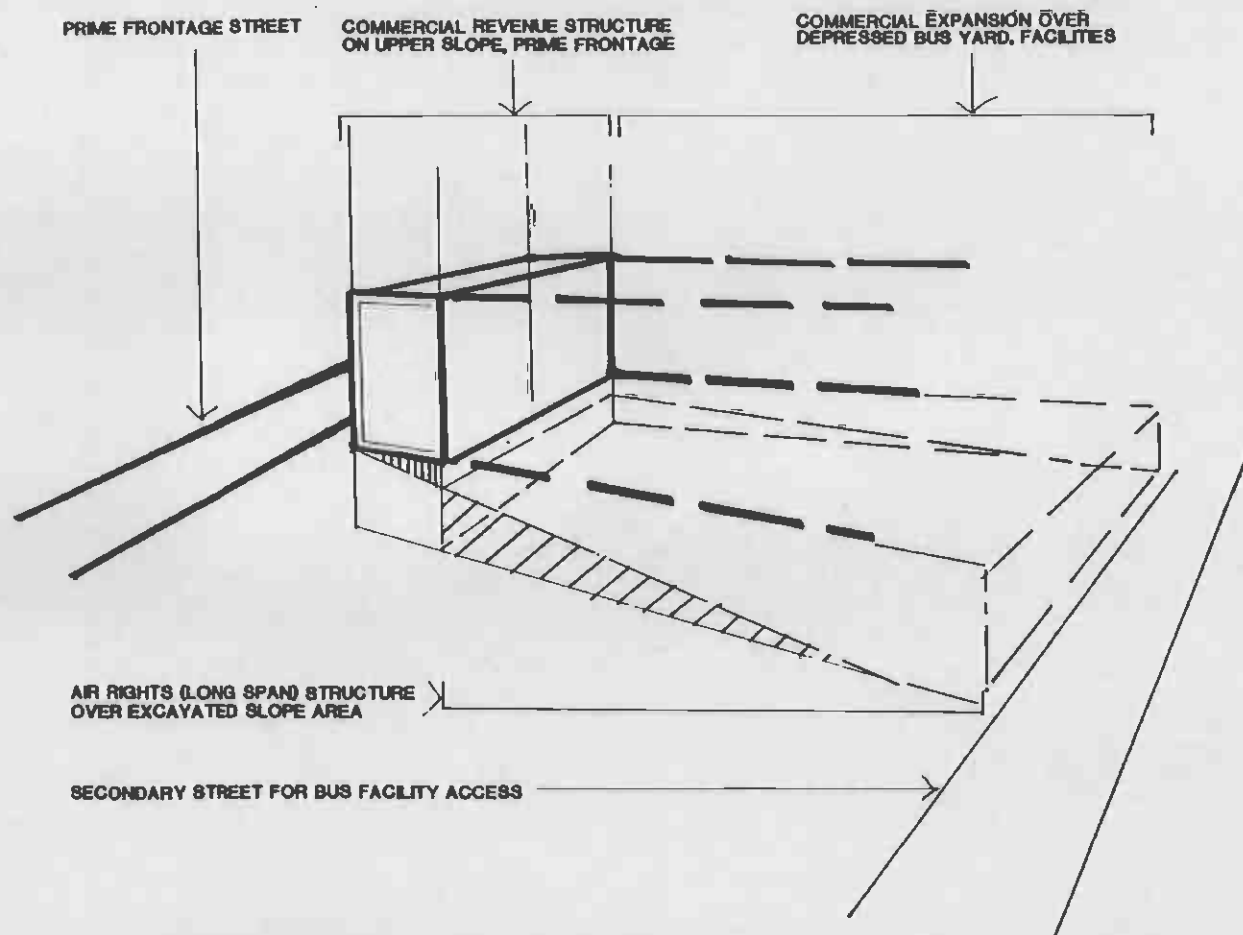 PRIME FRONTAGE STREET
COMMERCIAL REVENUE STRUCTURE
ON UPPER SLOPE, PRIME FRONTAGE
COMMERCIAL EXPANSION OVER
DEPRESSED BUS YARD, FACILITIES
AIR RIGHTS (LONG SPAN) STRUCTURE
OVER EXCAYATED SLOPE AREA
SECONDARY STREET FOR BUS FACILITY ACCESS